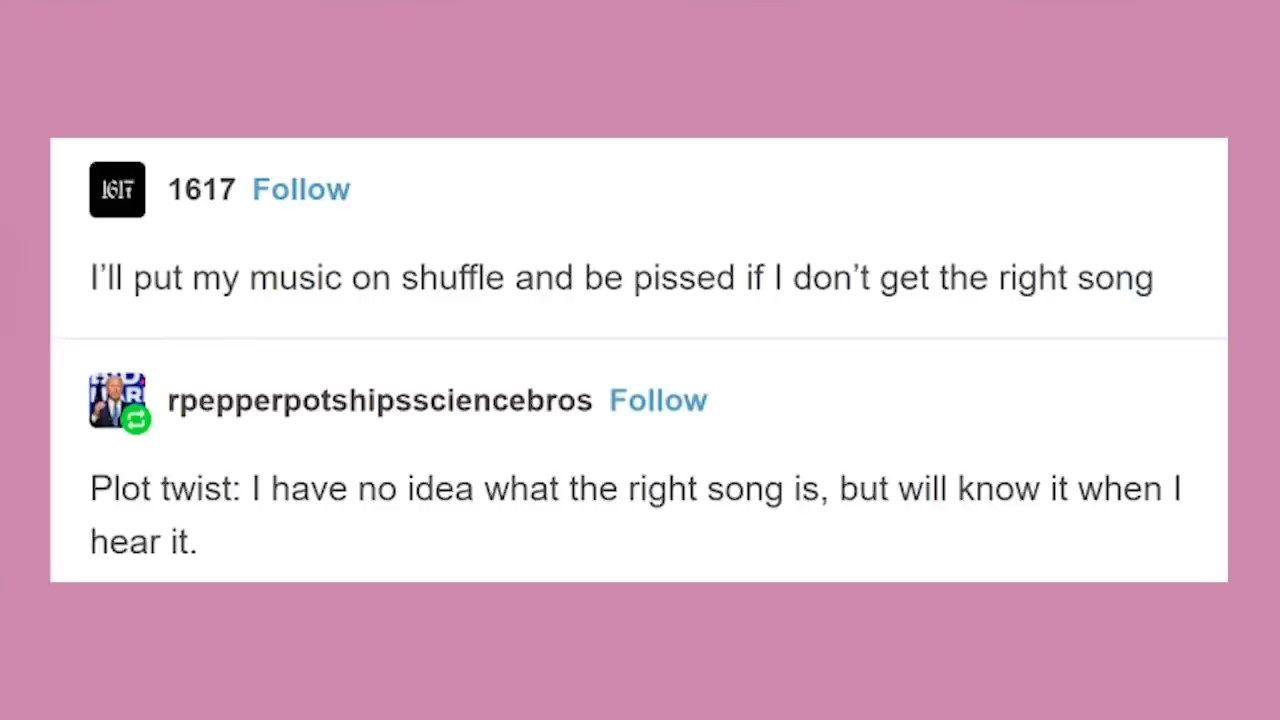 1617
1617 Follow
I’ll put my music on shuffle and be pissed if I don’t get the right song
rpepperpotshipssciencebros Follow
Plot twist: I have no idea what the right song is, but will know it when I
hear it.